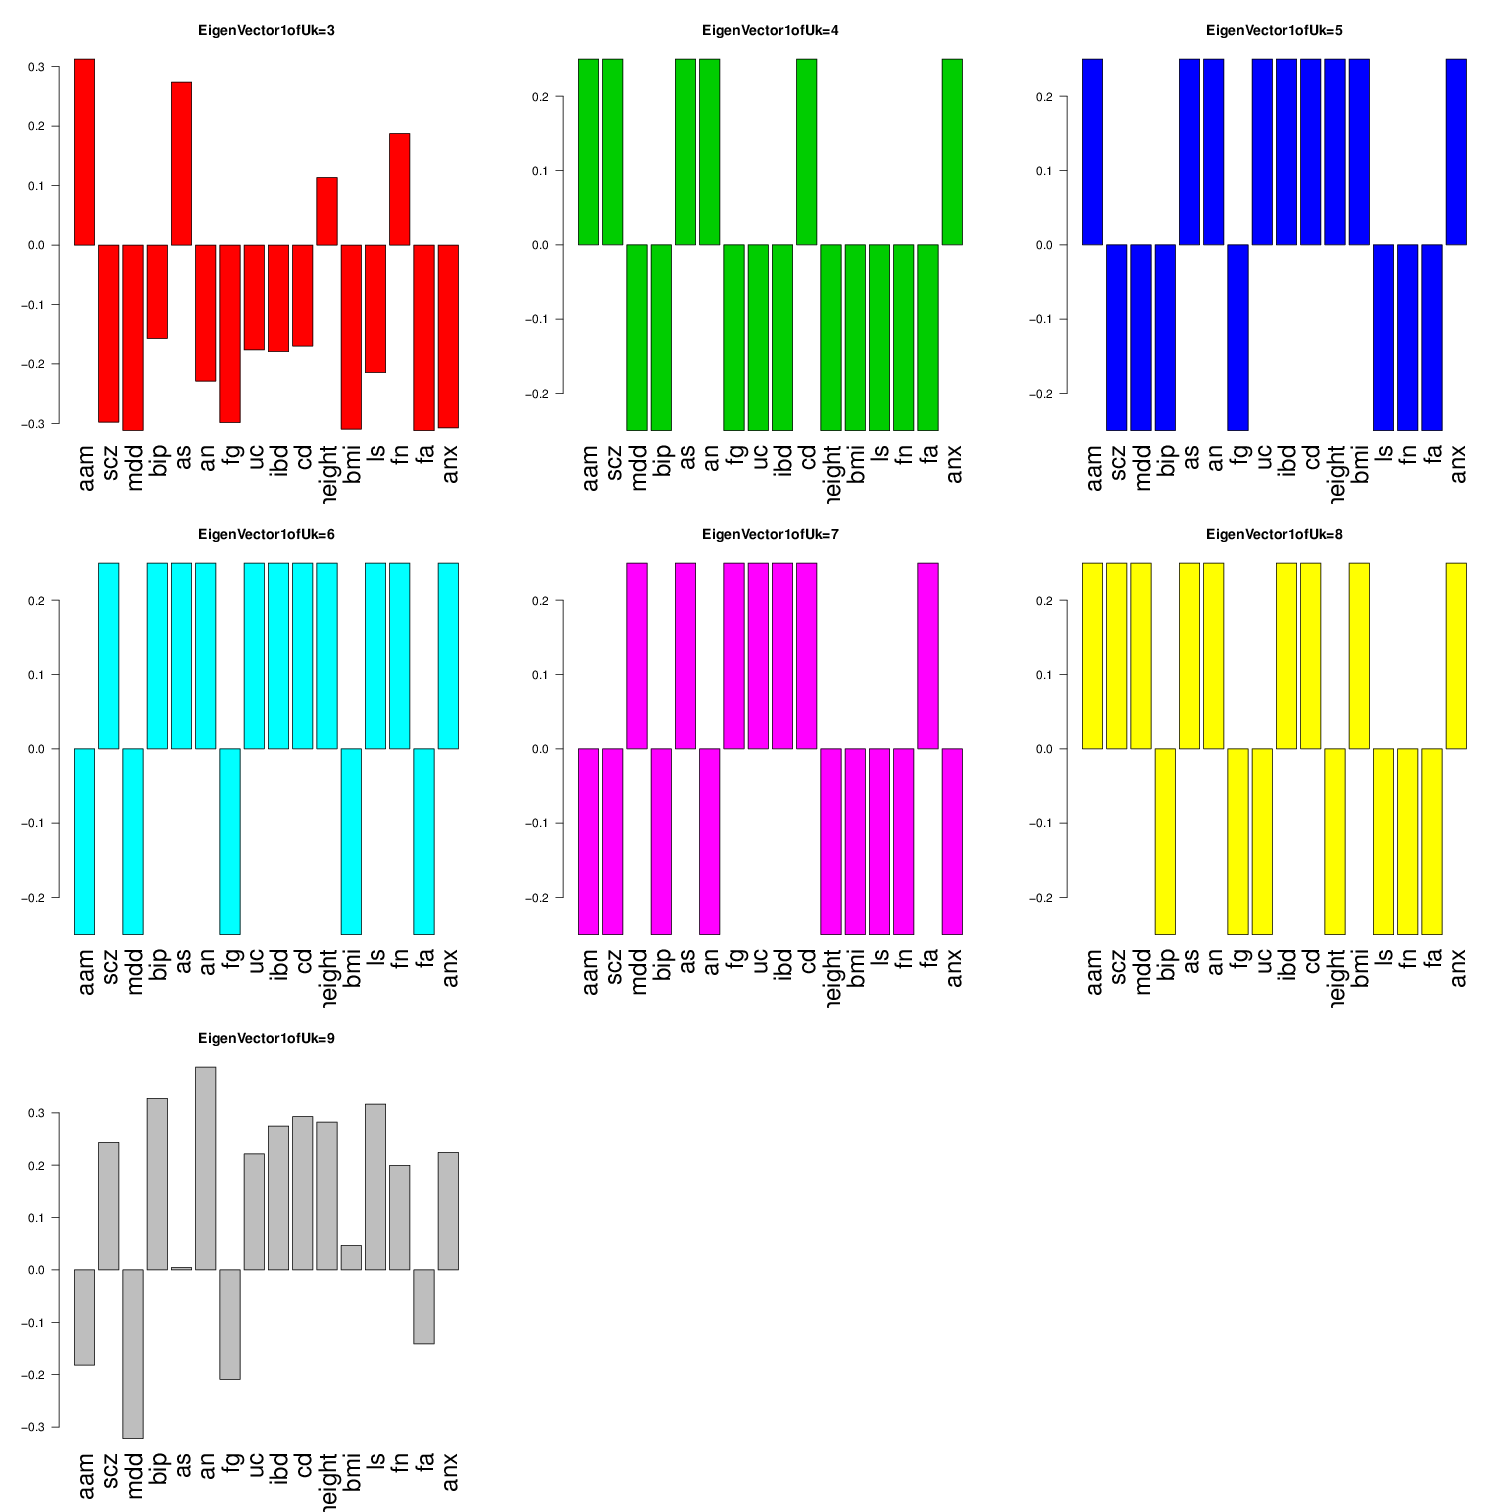 EigenVector1ofUk=3
0.3
0.2
0.1
0.0
−0.1
−0.2
−0.3
aam scz mdd bip as an fg uc ibd cd height bmi ls fn fa anx
EigenVector1ofUk=4
0.2
0.1
0.0
−0.1
−0.2
aam scz mdd bip as an fg uc ibd cd height bmi ls fn fa anx
EigenVector1ofUk=5
0.2
0.1
0.0
−0.1
−0.2
aam scz mdd bip as an fg uc ibd cd height bmi ls fn fa anx
EigenVector1ofUk=6
0.2
0.1
0.0
−0.1
−0.2
aam scz mdd bip as an fg uc ibd cd height bmi ls fn fa anx
EigenVector1ofUk=7
0.2
0.1
0.0
−0.1
−0.2
aam scz mdd bip as an fg uc ibd cd height bmi ls fn fa anx
EigenVector1ofUk=8
0.2
0.1
0.0
−0.1
−0.2
aam scz mdd bip as an fg uc ibd cd height bmi ls fn fa anx
EigenVector1ofUk=9
0.3
0.2
0.1
0.0
−0.1
−0.2
−0.3
aam scz mdd bip as an fg uc ibd cd height bmi ls fn fa anx